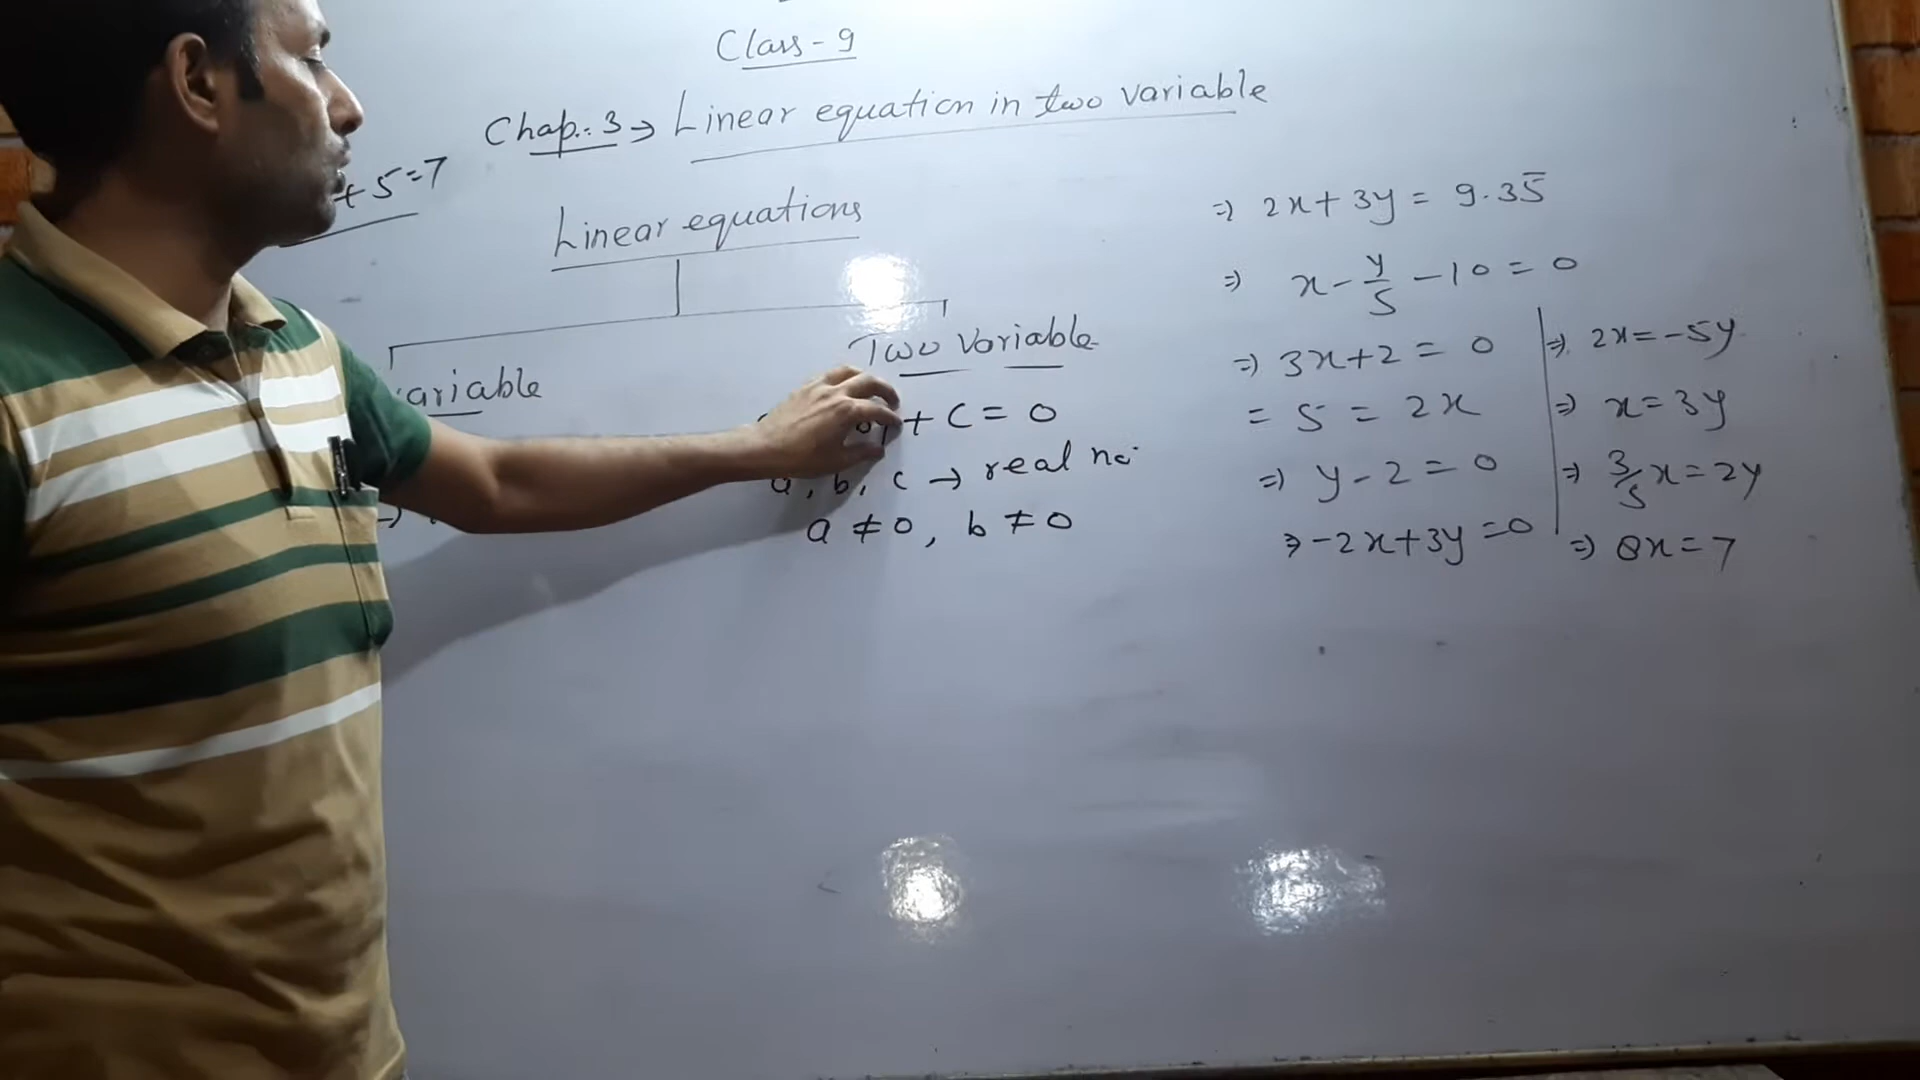 Class - 9
Chap.: 3 → Linear equation in two variable
+ 5 = 7
Linear equations
ariable
Two Variable
+ C = 0
a, b, c → real no.
a ≠ 0, b ≠ 0
⇒ 2x + 3y = 9.35̅
⇒ x - y/5 - 10 = 0
⇒ 3x + 2 = 0
= 5 = 2x
⇒ y - 2 = 0
⇒ -2x + 3y = 0
⇒ 2x = -5y
⇒ x = 3y
⇒ 3/5 x = 2y
⇒ 8x = 7